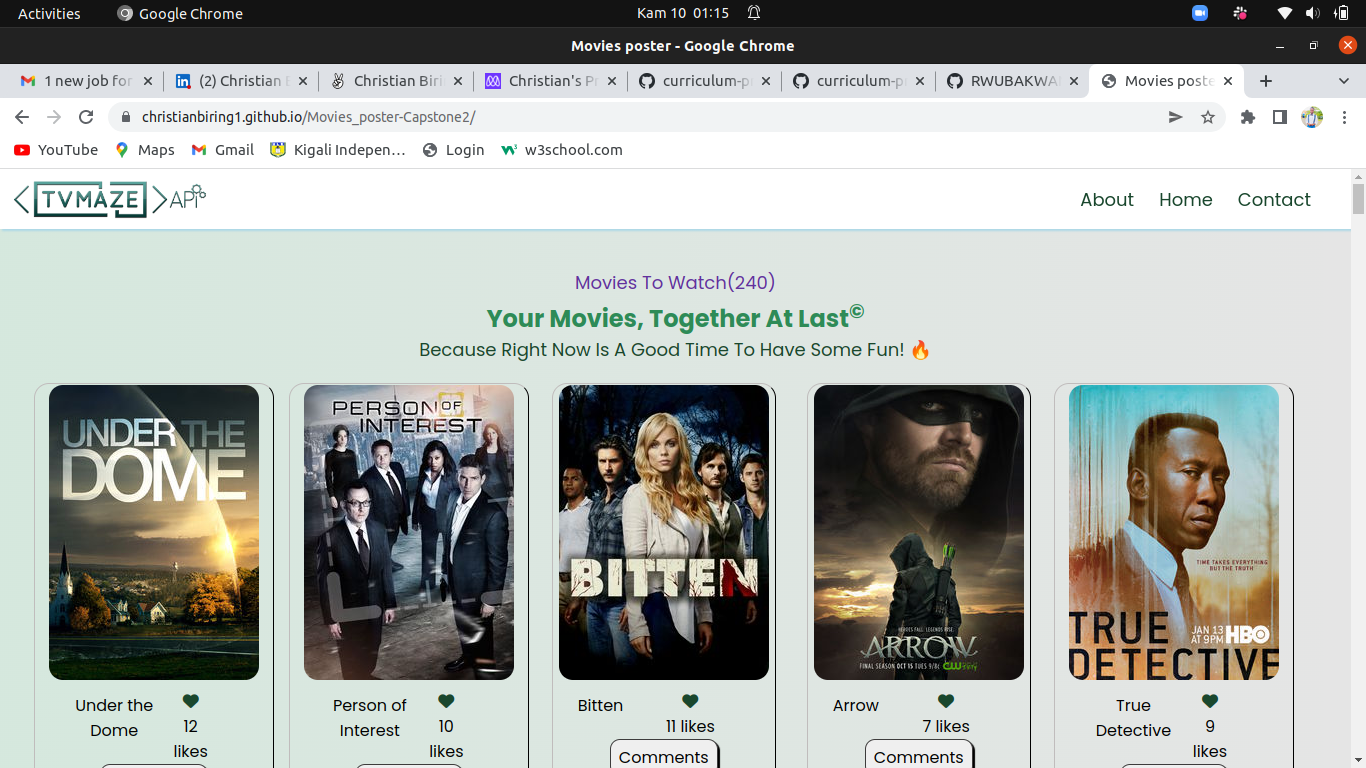 Activities
Google Chrome
Kam 10 01:15
Movies poster - Google Chrome
1 new job for
(2) Christian B
Christian Birin
Christian's Pr
curriculum-p
curriculum-p
RWUBAKWA
Movies poste
christianbiring1.github.io/Movies_poster-Capstone2/
YouTube
Maps
Gmail
Kigali Indepen…
Login
w3school.com
TVMAZE API
About
Home
Contact
Movies To Watch(240)
Your Movies, Together At Last©
Because Right Now Is A Good Time To Have Some Fun! 🔥
UNDER THE
DOME
PERSON OF
INTEREST
BITTEN
HEROES FALL. LEGENDS RISE.
ARROW
FINAL SEASON OCT 15 TUES 9/8c CW
TIME TAKES EVERYTHING
BUT THE TRUTH
TRUE
JAN 13
AT 9PM HBO
DETECTIVE
Under the
Dome
12
likes
Person of
Interest
10
likes
Bitten
11 likes
Comments
Arrow
7 likes
Comments
True
Detective
9
likes